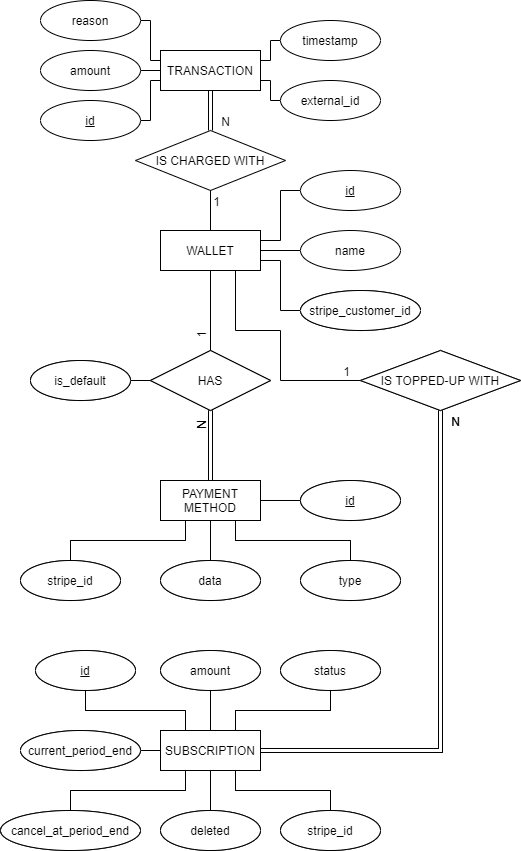 reason
timestamp
amount
TRANSACTION
external_id
id
N
IS CHARGED WITH
id
1
WALLET
name
stripe_customer_id
1
is_default
HAS
1
IS TOPPED-UP WITH
N
N
PAYMENT
METHOD
id
stripe_id
data
type
id
amount
status
current_period_end
SUBSCRIPTION
cancel_at_period_end
deleted
stripe_id